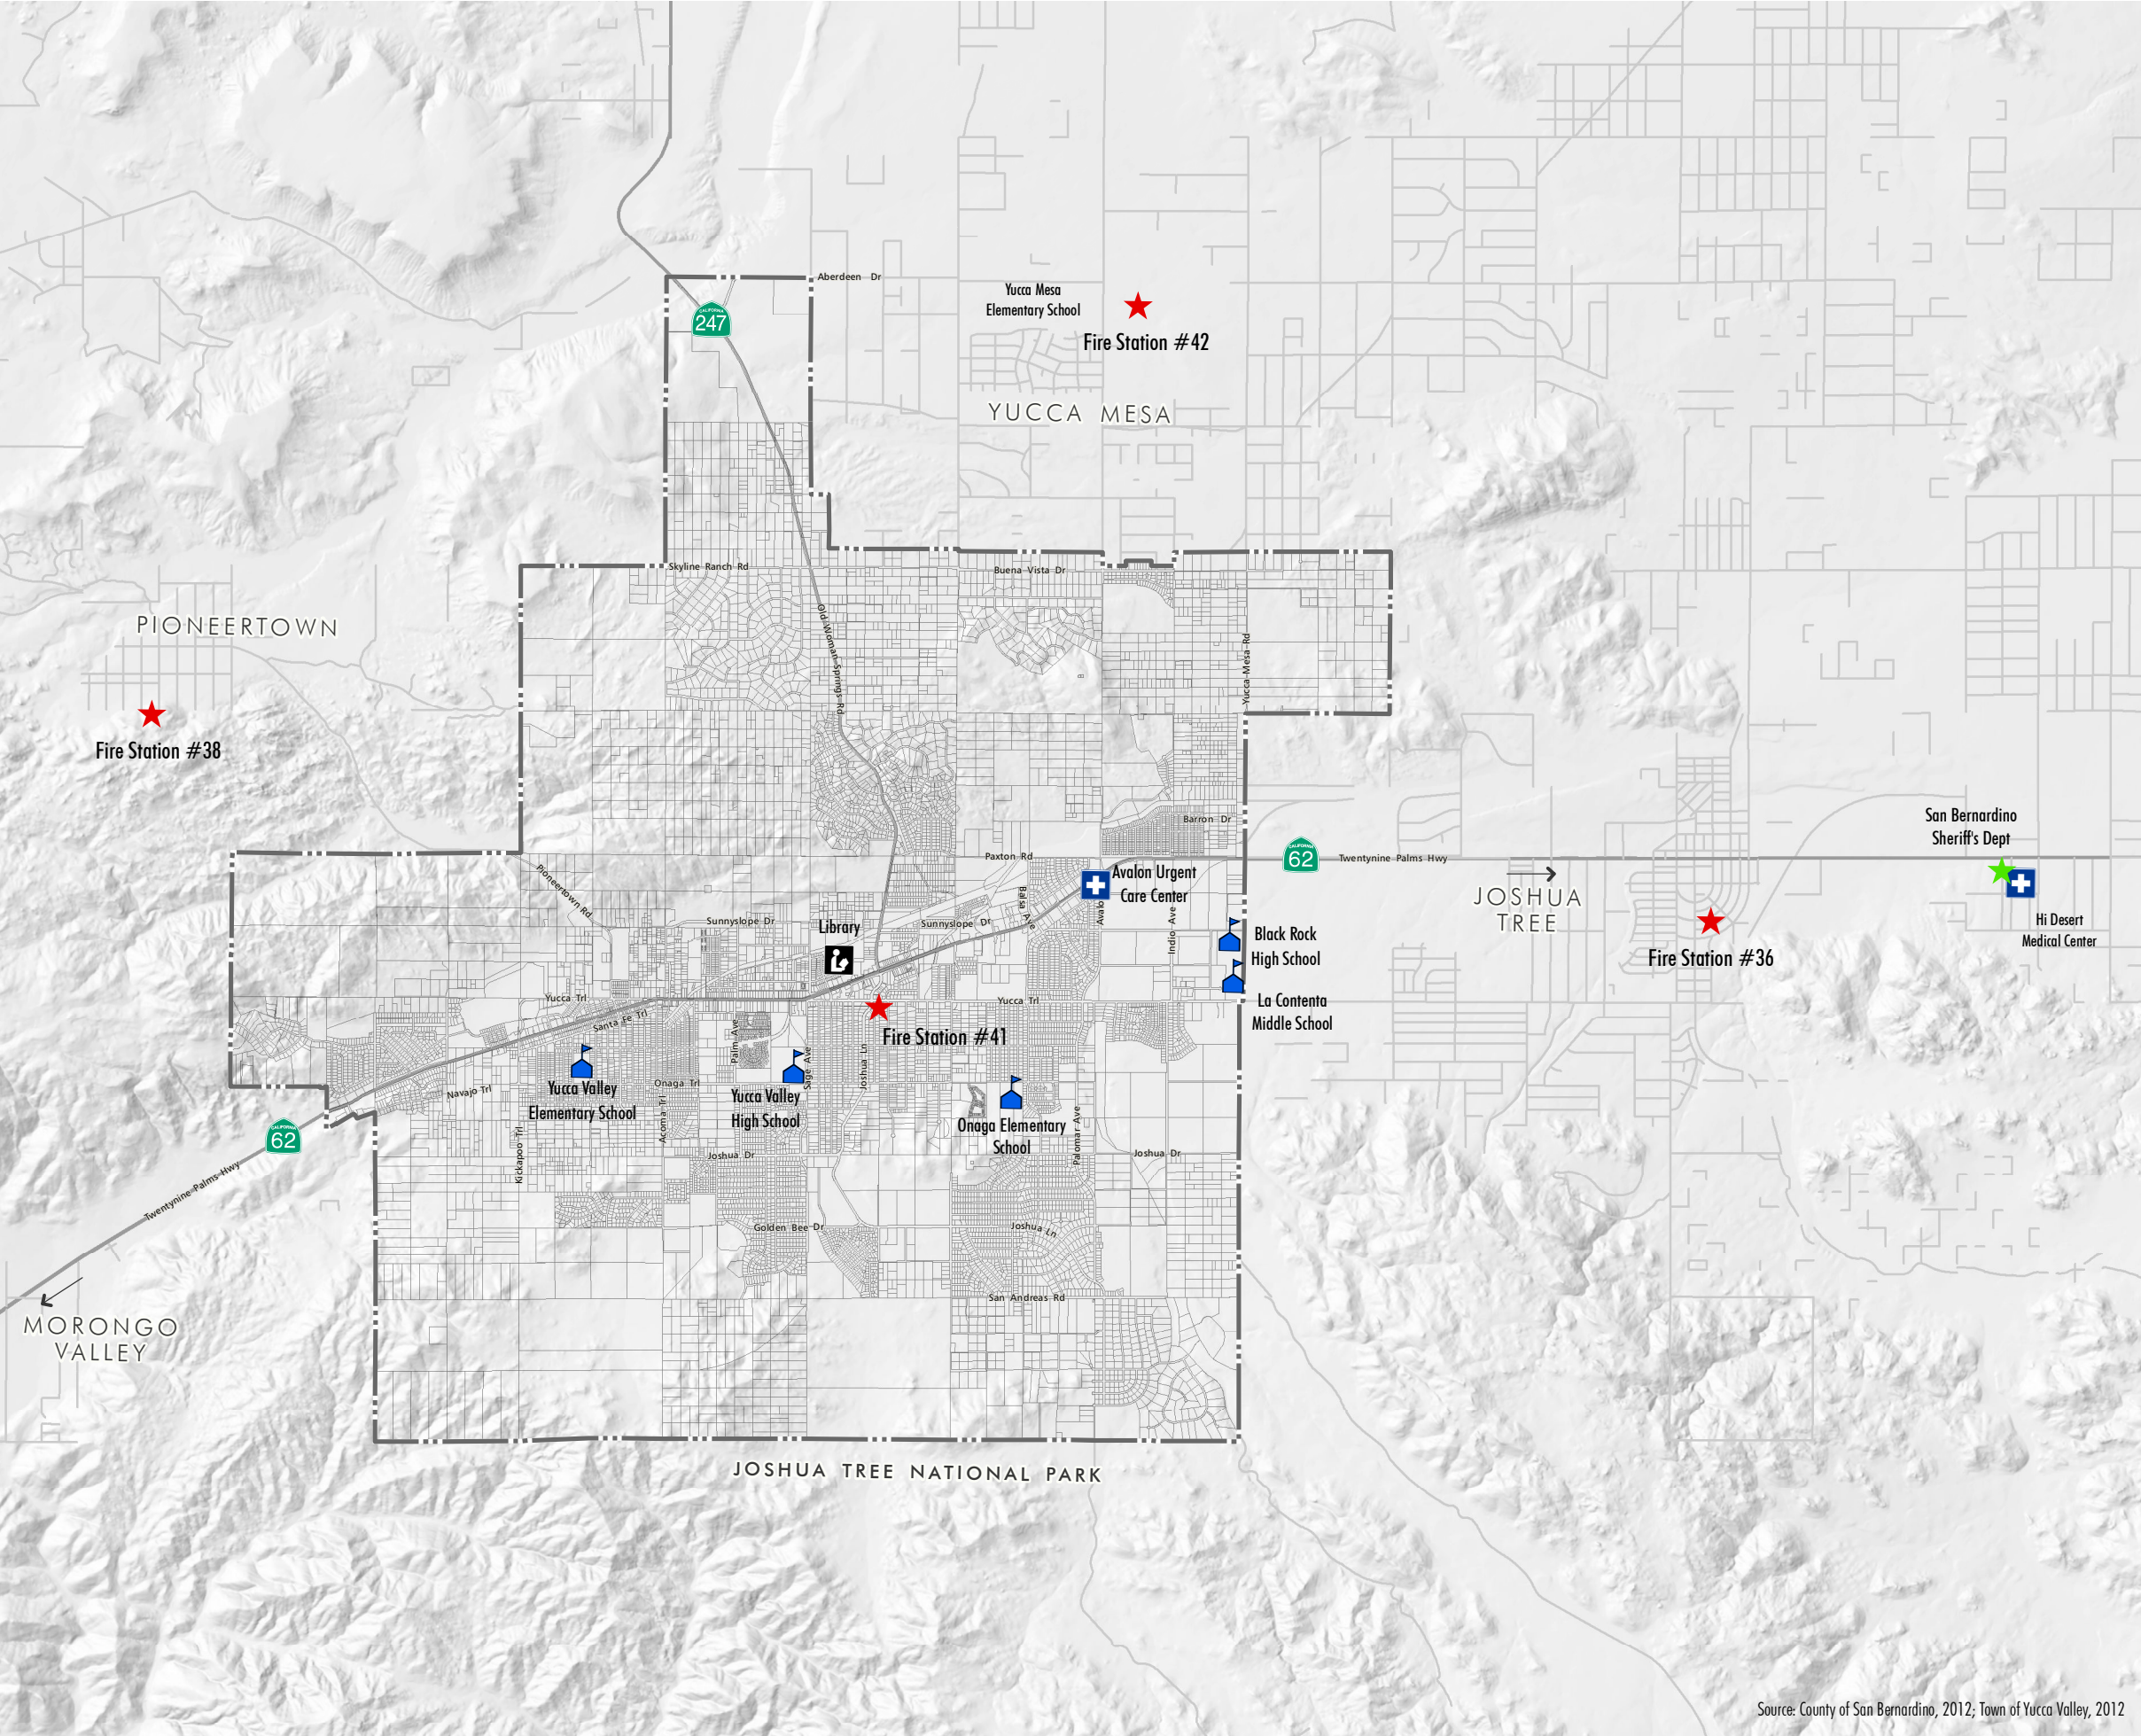 Aberdeen Dr
CALIFORNIA
247
Yucca Mesa
Elementary School
Fire Station #42
YUCCA MESA
Skyline Ranch Rd
Buena Vista Dr
PIONEERTOWN
Old Woman Springs Rd
Yucca Mesa Rd
Fire Station #38
San Bernardino
Sheriff's Dept
Barron Dr
Paxton Rd
CALIFORNIA
62
Twentynine Palms Hwy
Pioneertown Rd
Avalon Urgent
Care Center
Balsa Ave
Avalo
Indio Ave
JOSHUA
TREE
Sunnyslope Dr
Library
Sunnyslope Dr
Hi Desert
Medical Center
Black Rock
High School
Fire Station #36
Yucca Trl
Yucca Trl
La Contenta
Middle School
Santa Fe Trl
Palm Ave
Sage Ave
Joshua Ln
Fire Station #41
Navajo Trl
Yucca Valley
Elementary School
Onaga Trl
Yucca Valley
High School
Acoma Trl
Onaga Elementary
School
Palomar Ave
CALIFORNIA
62
Kickapoo Trl
Joshua Dr
Joshua Dr
Twentynine Palms Hwy
Golden Bee Dr
Joshua Ln
San Andreas Rd
MORONGO
VALLEY
JOSHUA TREE NATIONAL PARK
Source: County of San Bernardino, 2012; Town of Yucca Valley, 2012